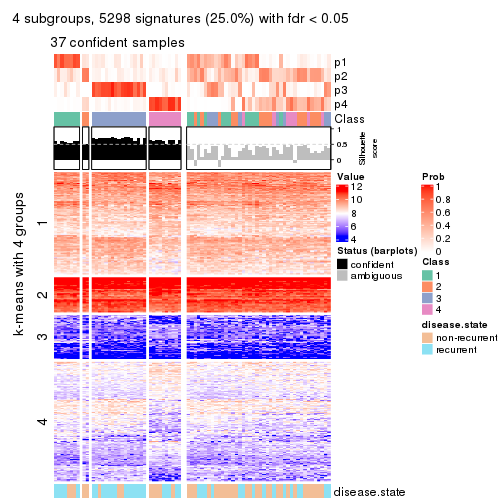 4 subgroups, 5298 signatures (25.0%) with fdr < 0.05
37 confident samples
p1
p2
p3
p4
Class
1
0.5
0
Silhouette
score
k-means with 4 groups
1
2
3
4
disease.state
Value
12
10
8
6
4
Status (barplots)
confident
ambiguous
Prob
1
0.8
0.6
0.4
0.2
0
Class
1
2
3
4
disease.state
non-recurrent
recurrent